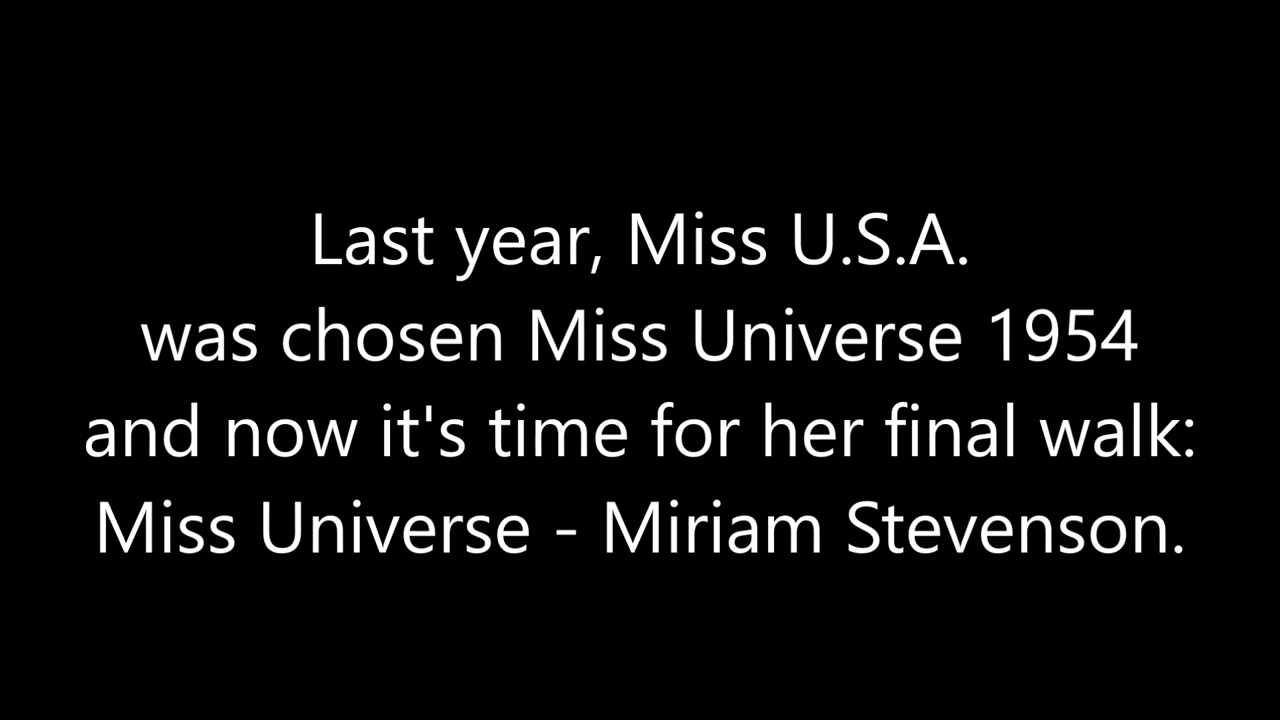 Last year, Miss U.S.A.
was chosen Miss Universe 1954
and now it's time for her final walk:
Miss Universe - Miriam Stevenson.